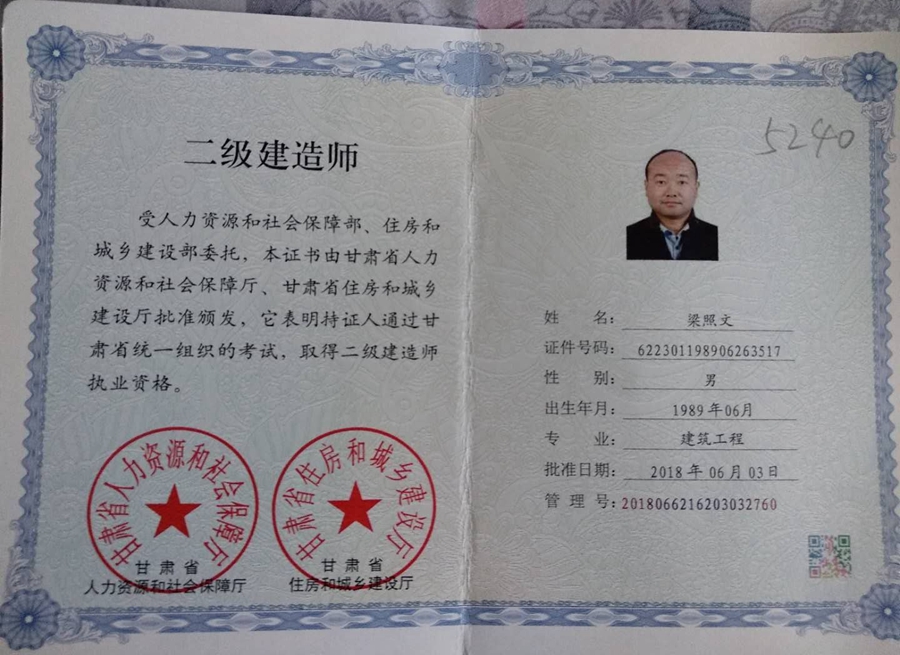 二级建造师
受人力资源和社会保障部、住房和
城乡建设部委托，本证书由甘肃省人力
资源和社会保障厅、甘肃省住房和城乡
建设厅批准颁发，它表明持证人通过甘
肃省统一组织的考试，取得二级建造师
执业资格。
甘肃省人力资源和社会保障厅
甘肃省
人力资源和社会保障厅
甘肃省住房和城乡建设厅
甘肃省
住房和城乡建设厅
5240
姓 名：梁照文
证件号码：622301198906263517
性 别：男
出生年月：1989年06月
专 业：建筑工程
批准日期：2018年06月03日
管 理 号：2018066216203032760